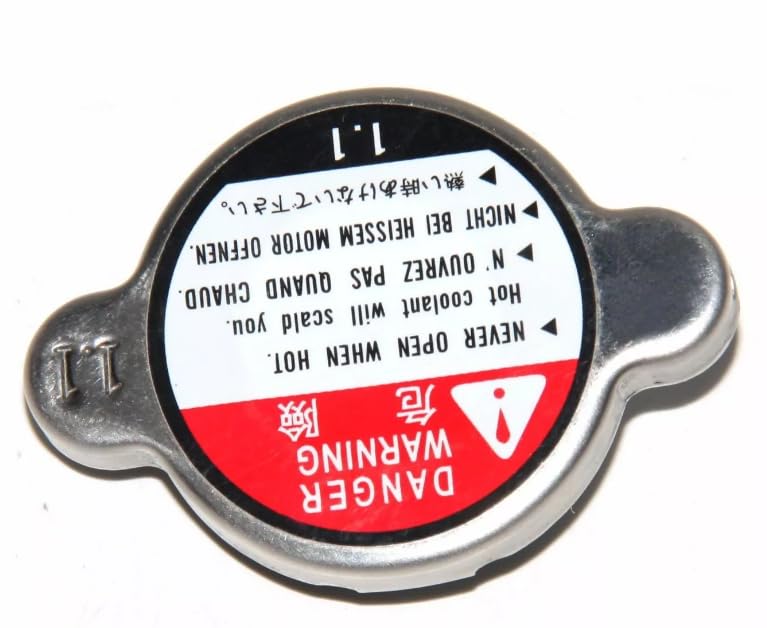 DANGER
WARNING
危 險
NEVER OPEN WHEN HOT.
Hot coolant will scald you.
N' OUVREZ PAS QUAND CHAUD.
NICHT BEI HEISSEM MOTOR OFFNEN.
熱い時あけないで下さい。
1.1
1.1